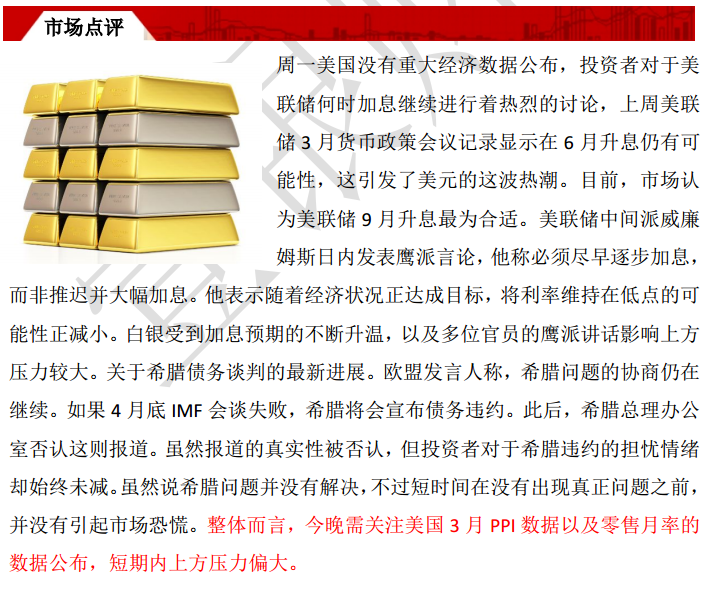 市场点评
周一美国没有重大经济数据公布，投资者对于美
联储何时加息继续进行着热烈的讨论，上周美联
储 3 月货币政策会议记录显示在 6 月升息仍有可
能性，这引发了美元的这波热潮。目前，市场认
为美联储 9 月升息最为合适。美联储中间派威廉
姆斯日内发表鹰派言论，他称必须尽早逐步加息，
而非推迟并大幅加息。他表示随着经济状况正达成目标，将利率维持在低点的可
能性正减小。白银受到加息预期的不断升温，以及多位官员的鹰派讲话影响上方
压力较大。关于希腊债务谈判的最新进展。欧盟发言人称，希腊问题的协商仍在
继续。如果 4 月底 IMF 会谈失败，希腊将会宣布债务违约。此后，希腊总理办公
室否认这则报道。虽然报道的真实性被否认，但投资者对于希腊违约的担忧情绪
却始终未减。虽然说希腊问题并没有解决，不过短时间在没有出现真正问题之前，
并没有引起市场恐慌。整体而言，今晚需关注美国 3 月 PPI 数据以及零售月率的
数据公布，短期内上方压力偏大。